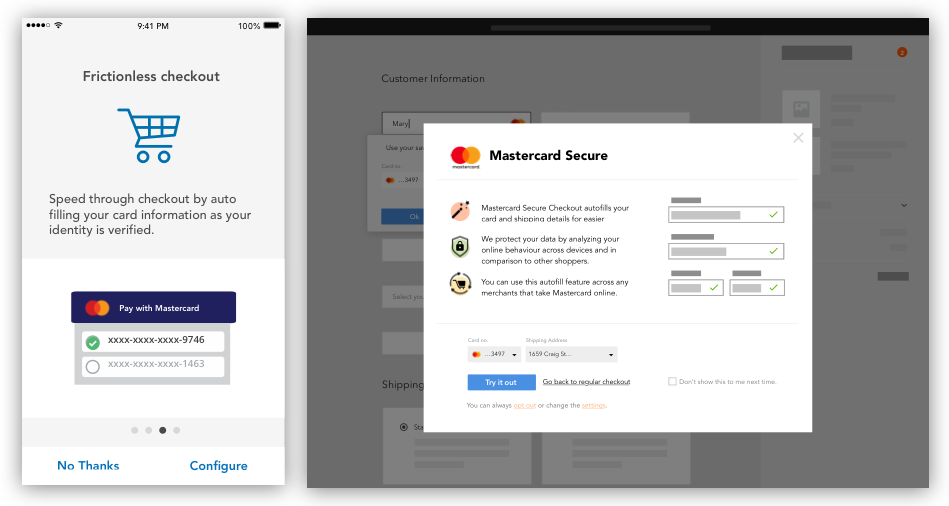 9:41 PM
100%
Frictionless checkout
Speed through checkout by auto
filling your card information as your
identity is verified.
Pay with Mastercard
xxxx-xxxx-xxxx-9746
xxxx-xxxx-xxxx-1463
No Thanks
Configure
Customer Information
2
Mary
Use your sa
Card no.
...3497
Ok
Select you
Shipping
Sta
mastercard
Mastercard Secure
Mastercard Secure Checkout autofills your
card and shipping details for easier
We protect your data by analyzing your
online behaviour across devices and in
comparison to other shoppers.
You can use this autofill feature across any
merchants that take Mastercard online.
Card no.
Shipping Address
...3497
1659 Craig St...
Try it out
Go back to regular checkout
Don't show this to me next time.
You can always opt out or change the settings.